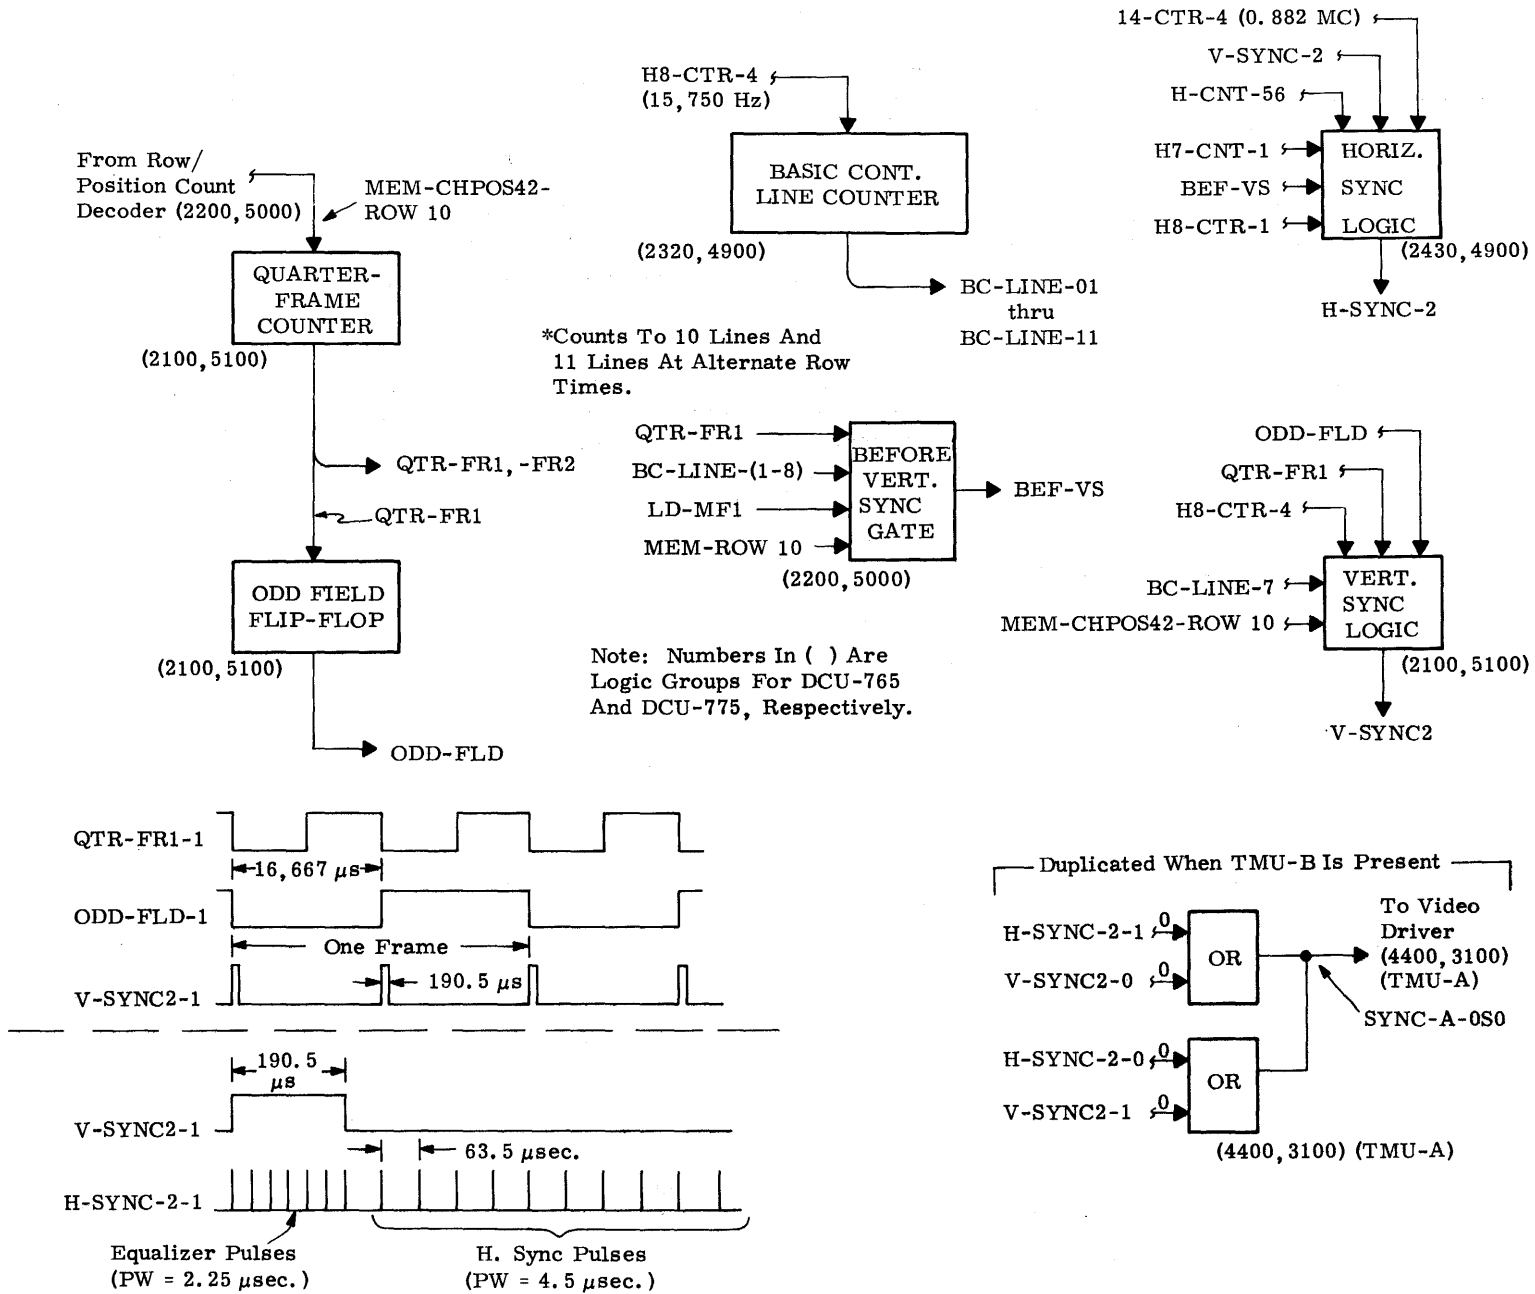 From Row/
Position Count
Decoder (2200,5000)
MEM-CHPOS42-
ROW 10
QUARTER-
FRAME
COUNTER
(2100,5100)
QTR-FR1, -FR2
QTR-FR1
ODD FIELD
FLIP-FLOP
(2100,5100)
ODD-FLD
H8-CTR-4
(15,750 Hz)
BASIC CONT.
LINE COUNTER
(2320,4900)
BC-LINE-01
thru
BC-LINE-11
*Counts To 10 Lines And
11 Lines At Alternate Row
Times.
QTR-FR1
BC-LINE-(1-8)
LD-MF1
MEM-ROW 10
BEFORE
VERT.
SYNC
GATE
(2200,5000)
BEF-VS
Note: Numbers In ( ) Are
Logic Groups For DCU-765
And DCU-775, Respectively.
14-CTR-4 (0.882 MC)
V-SYNC-2
H-CNT-56
H7-CNT-1
BEF-VS
H8-CTR-1
HORIZ.
SYNC
LOGIC
(2430,4900)
H-SYNC-2
ODD-FLD
QTR-FR1
H8-CTR-4
BC-LINE-7
MEM-CHPOS42-ROW 10
VERT.
SYNC
LOGIC
(2100,5100)
V-SYNC2
QTR-FR1-1
16,667 µs
ODD-FLD-1
One Frame
V-SYNC2-1
190.5 µs
190.5
µs
V-SYNC2-1
63.5 µsec.
H-SYNC-2-1
Equalizer Pulses
(PW = 2.25 µsec.)
H. Sync Pulses
(PW = 4.5 µsec.)
Duplicated When TMU-B Is Present
H-SYNC-2-1 0
V-SYNC2-0 0
OR
To Video
Driver
(4400,3100)
(TMU-A)
SYNC-A-0S0
H-SYNC-2-0 0
V-SYNC2-1 0
OR
(4400,3100) (TMU-A)